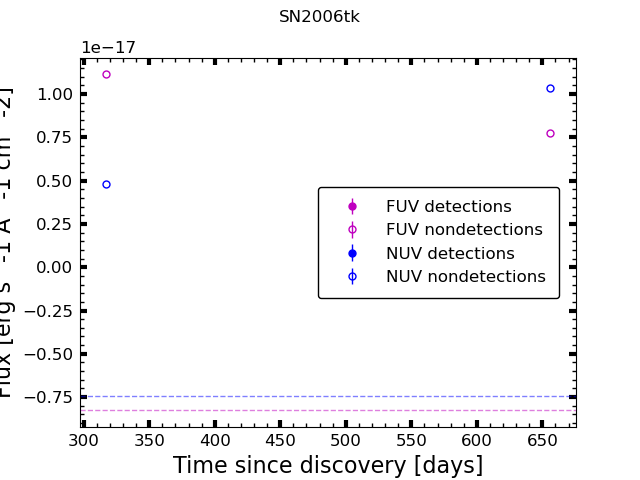 SN2006tk
1e−17
1.00
0.75
0.50
0.25
0.00
−0.25
−0.50
−0.75
Flux [erg s -1 A -1 cm -2]
FUV detections
FUV nondetections
NUV detections
NUV nondetections
300 350 400 450 500 550 600 650
Time since discovery [days]